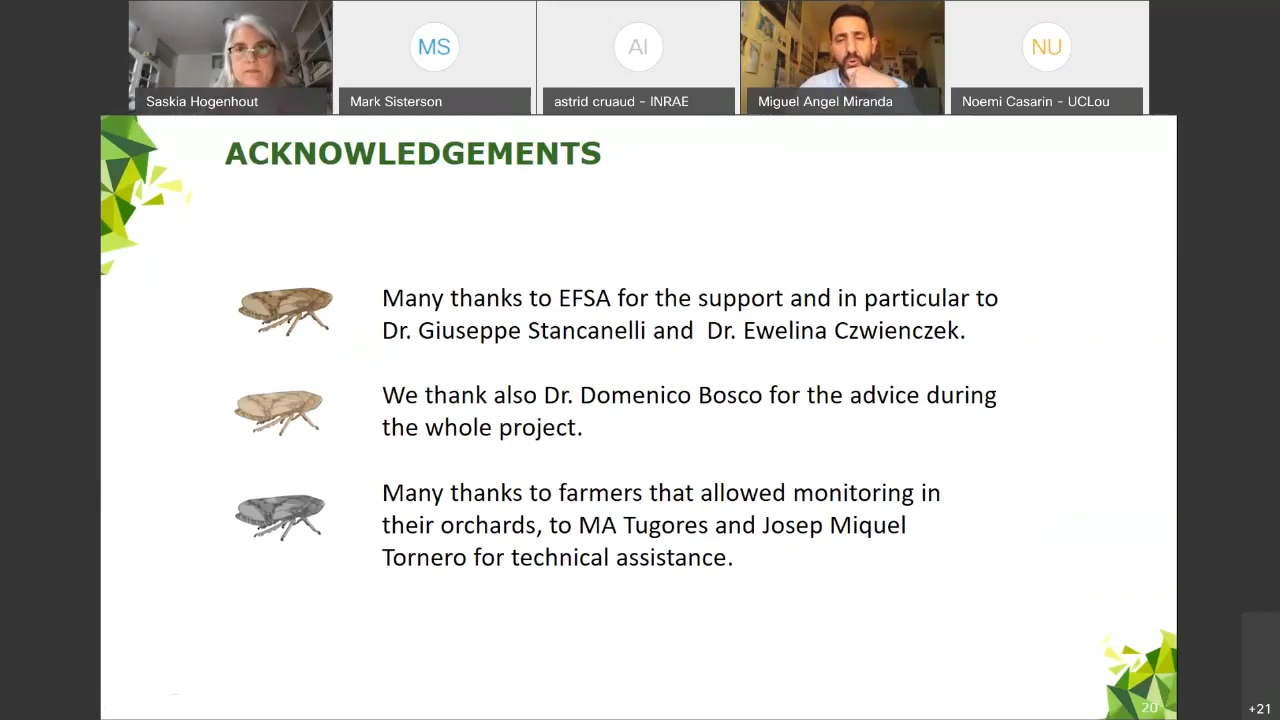 MS
AI
NU
Saskia Hogenhout
Mark Sisterson
astrid cruaud - INRAE
Miguel Angel Miranda
Noemi Casarin - UCLou
ACKNOWLEDGEMENTS
Many thanks to EFSA for the support and in particular to
Dr. Giuseppe Stancanelli and Dr. Ewelina Czwienczek.
We thank also Dr. Domenico Bosco for the advice during
the whole project.
Many thanks to farmers that allowed monitoring in
their orchards, to MA Tugores and Josep Miquel
Tornero for technical assistance.
20
+21